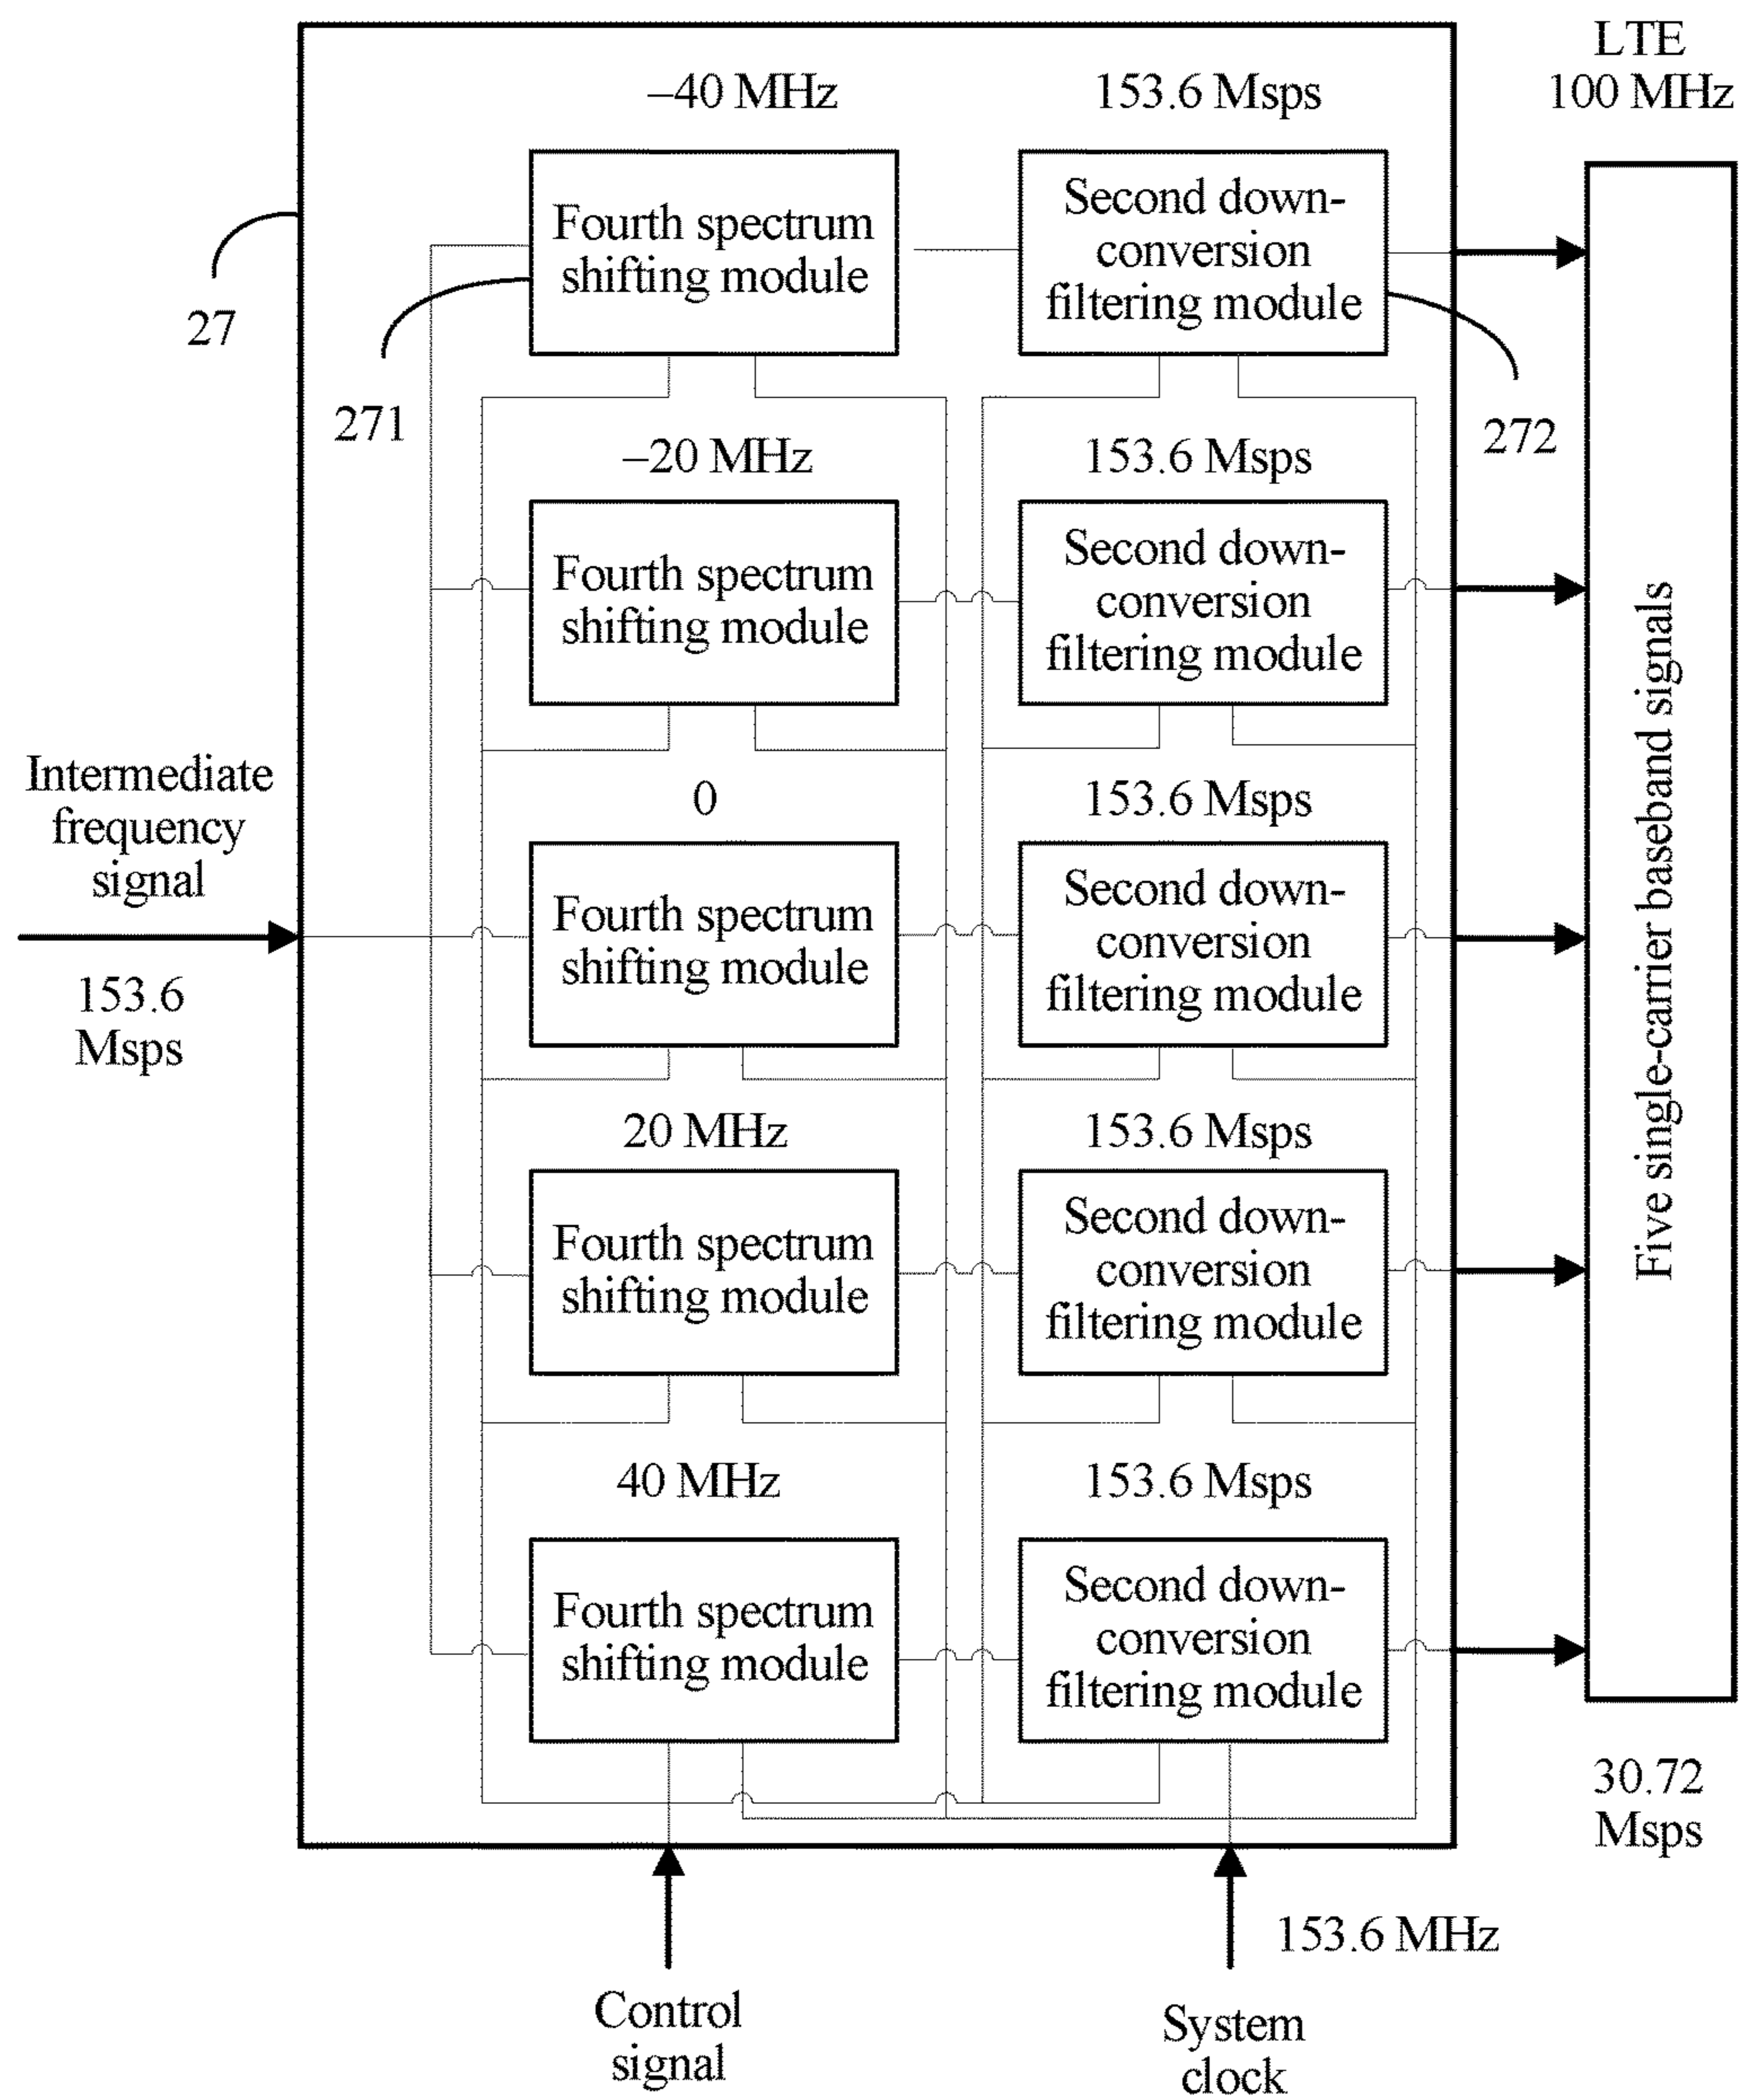 LTE
100 MHz
–40 MHz
153.6 Msps
Fourth spectrum
shifting module
Second down-
conversion
filtering module
27
271
272
–20 MHz
153.6 Msps
Fourth spectrum
shifting module
Second down-
conversion
filtering module
Intermediate
frequency
signal
153.6
Msps
0
153.6 Msps
Fourth spectrum
shifting module
Second down-
conversion
filtering module
Five single-carrier baseband signals
20 MHz
153.6 Msps
Fourth spectrum
shifting module
Second down-
conversion
filtering module
40 MHz
153.6 Msps
Fourth spectrum
shifting module
Second down-
conversion
filtering module
30.72
Msps
153.6 MHz
Control
signal
System
clock